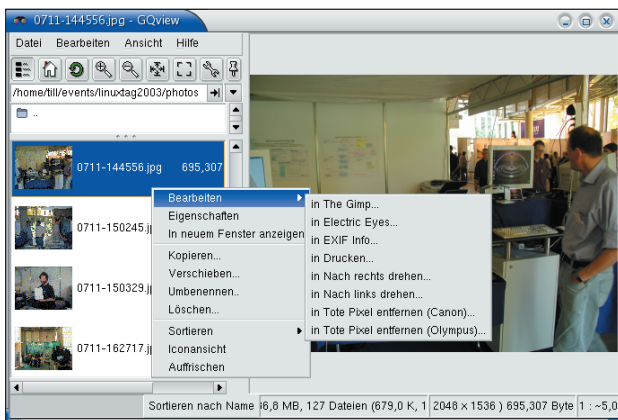 0711-144556.jpg - GQview
Datei Bearbeiten Ansicht Hilfe
/home/till/events/linuxtag2003/photos
..
0711-144556.jpg 695,307
0711-150245.j
0711-150329.j
0711-162717.j
Bearbeiten
Eigenschaften
In neuem Fenster anzeigen
Kopieren...
Verschieben...
Umbenennen..
Löschen...
Sortieren
Iconansicht
Auffrischen
in The Gimp...
in Electric Eyes...
in EXIF Info...
in Drucken...
in Nach rechts drehen...
in Nach links drehen...
in Tote Pixel entfernen (Canon)...
in Tote Pixel entfernen (Olympus)...
Sortieren nach Name 6,8 MB, 127 Dateien (679,0 K, 1 2048 x 1536 ) 695,307 Byte 1 : ~5,0